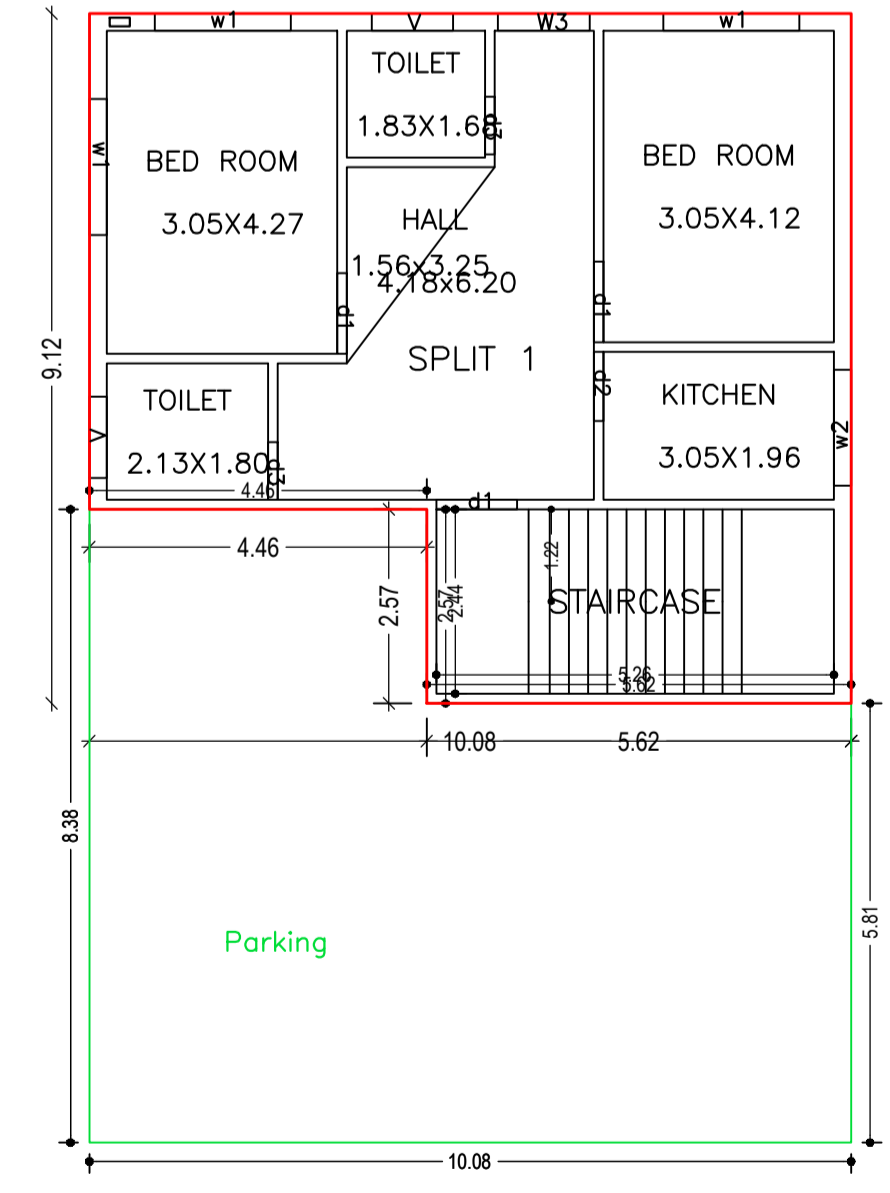 w1
V
W3
w1
TOILET
1.83X1.68
d2
w1
BED ROOM
3.05X4.27
BED ROOM
3.05X4.12
HALL
1.56x3.25
4.18x6.20
d1
d1
9.12
SPLIT 1
TOILET
2.13X1.80
V
d3
d2
KITCHEN
3.05X1.96
w2
4.46
d1
4.46
2.57
2.57
2.44
1.22
STAIRCASE
5.26
5.62
10.08
5.62
8.38
5.81
Parking
10.08